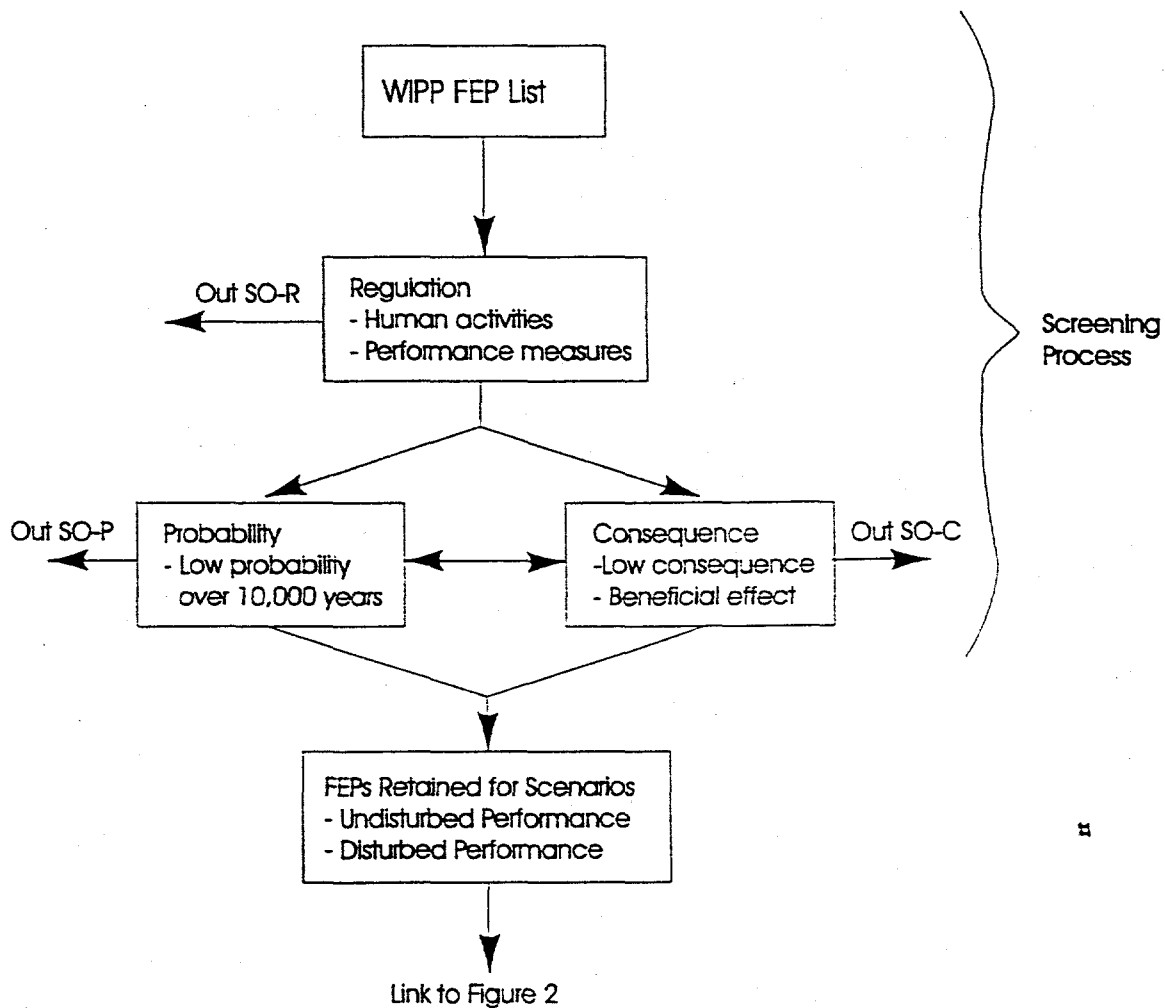 WIPP FEP List
Out SO-R
Regulation
- Human activities
- Performance measures
Screening
Process
Out SO-P
Probability
- Low probability
over 10,000 years
Consequence
-Low consequence
- Beneficial effect
Out SO-C
FEPs Retained for Scenarios
- Undisturbed Performance
- Disturbed Performance
Link to Figure 2